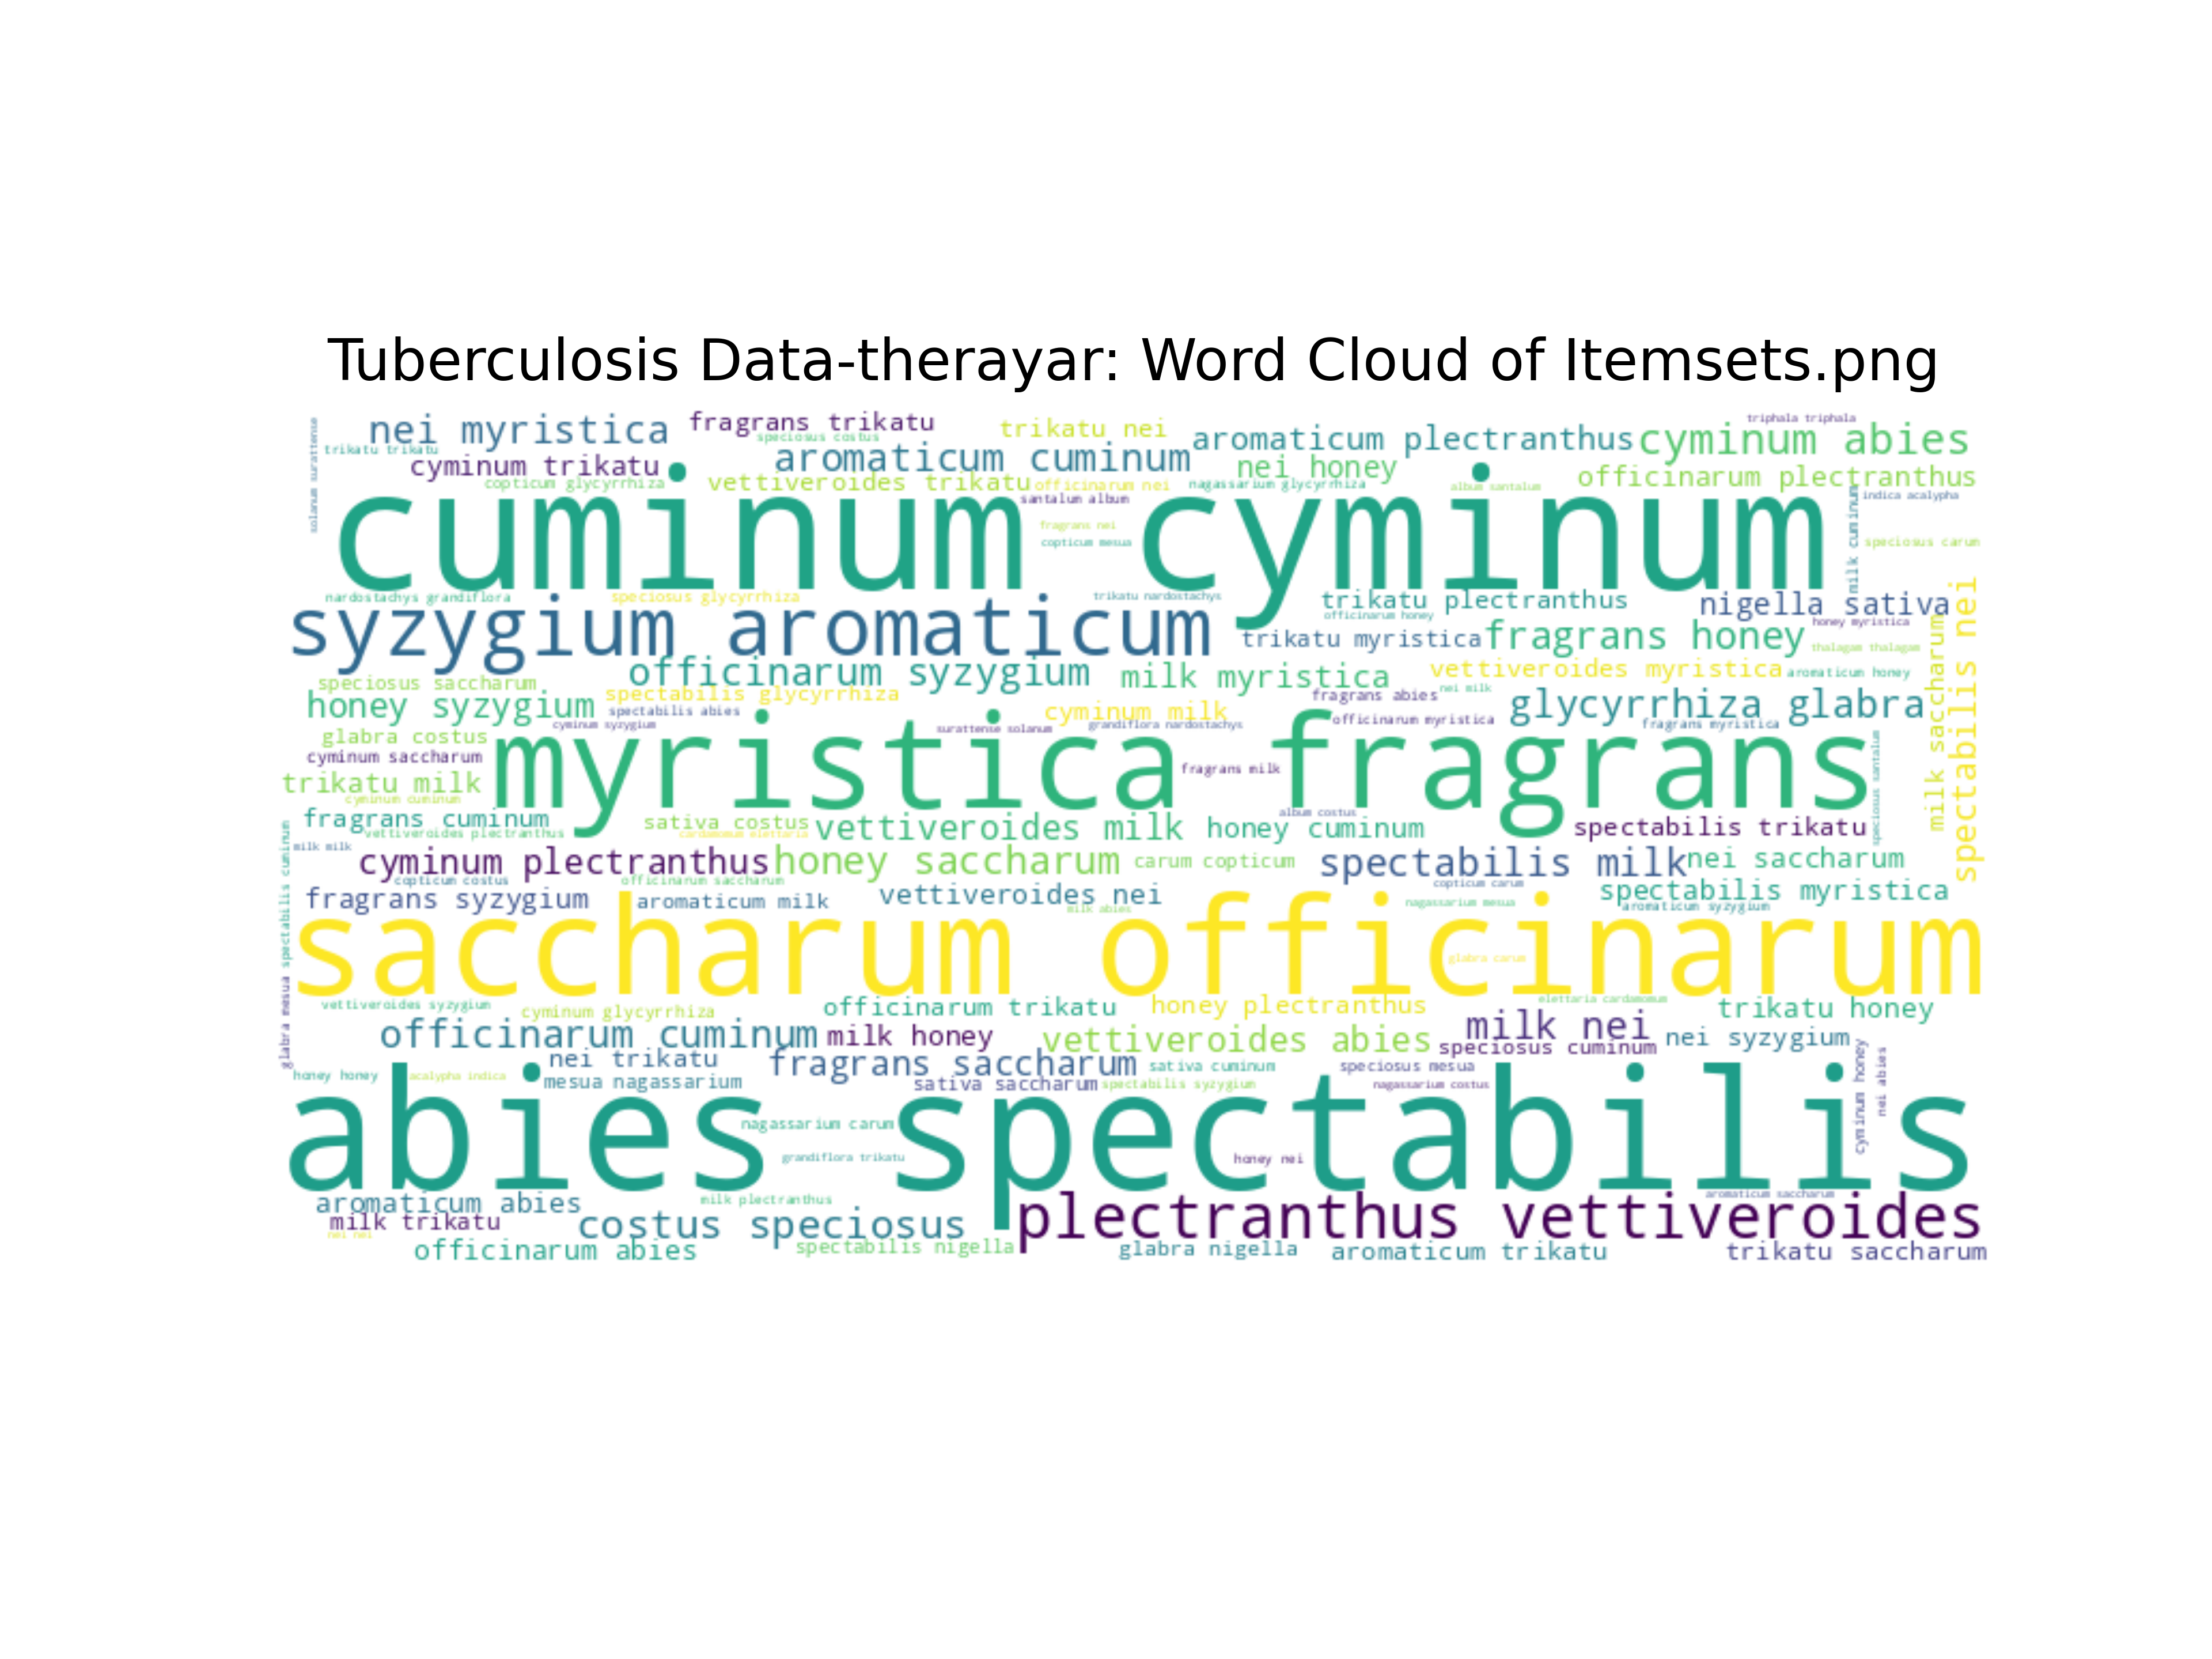 Tuberculosis Data-therayar: Word Cloud of Itemsets.png
nei myristica
fragrans trikatu
trikatu nei
triphala triphala
speciosus costus
aromaticum plectranthus
cyminum abies
trikatu trikatu
solanum surattense
cyminum trikatu
aromaticum cuminum
nei honey
officinarum plectranthus
copticum glycyrrhiza
vettiveroides trikatu
officinarum nei
nagassarium glycyrrhiza
album santalum
santalum album
indica acalypha
cuminum cyminum
fragrans nei
copticum mesua
milk cuminum
speciosus carum
nardostachys grandiflora
speciosus glycyrrhiza
trikatu nardostachys
trikatu plectranthus
nigella sativa
spectabilis nei
syzygium aromaticum
officinarum honey
honey myristica
trikatu myristica
fragrans honey
thalagam thalagam
milk saccharum
officinarum syzygium
milk myristica
vettiveroides myristica
aromaticum honey
speciosus saccharum
spectabilis glycyrrhiza
fragrans abies
nei milk
honey syzygium
spectabilis abies
cyminum milk
officinarum myristica
glycyrrhiza glabra
cyminum syzygium
surattense solanum
grandiflora nardostachys
fragrans myristica
glabra costus
myristica fragrans
cyminum saccharum
fragrans milk
speciosus santalum
trikatu milk
cyminum cuminum
fragrans cuminum
sativa costus
vettiveroides milk
album costus
honey cuminum
spectabilis trikatu
vettiveroides plectranthus
cardamomum elettaria
milk milk
spectabilis cuminum
cyminum plectranthus
honey saccharum
carum copticum
spectabilis milk
nei saccharum
copticum costus
officinarum saccharum
copticum carum
spectabilis myristica
fragrans syzygium
aromaticum milk
vettiveroides nei
milk abies
nagassarium mesua
aromaticum syzygium
saccharum officinarum
glabra carum
glabra mesua
vettiveroides syzygium
cyminum glycyrrhiza
officinarum trikatu
honey plectranthus
elettaria cardamomum
trikatu honey
officinarum cuminum
milk honey
vettiveroides abies
milk nei
speciosus cuminum
nei syzygium
nei trikatu
fragrans saccharum
sativa cuminum
speciosus mesua
cyminum honey
nei abies
honey honey
acalypha indica
mesua nagassarium
sativa saccharum
spectabilis syzygium
nagassarium costus
abies spectabilis
nagassarium carum
grandiflora trikatu
honey nei
aromaticum abies
milk plectranthus
aromaticum saccharum
milk trikatu
costus speciosus
plectranthus vettiveroides
nei nei
officinarum abies
spectabilis nigella
glabra nigella
aromaticum trikatu
trikatu saccharum